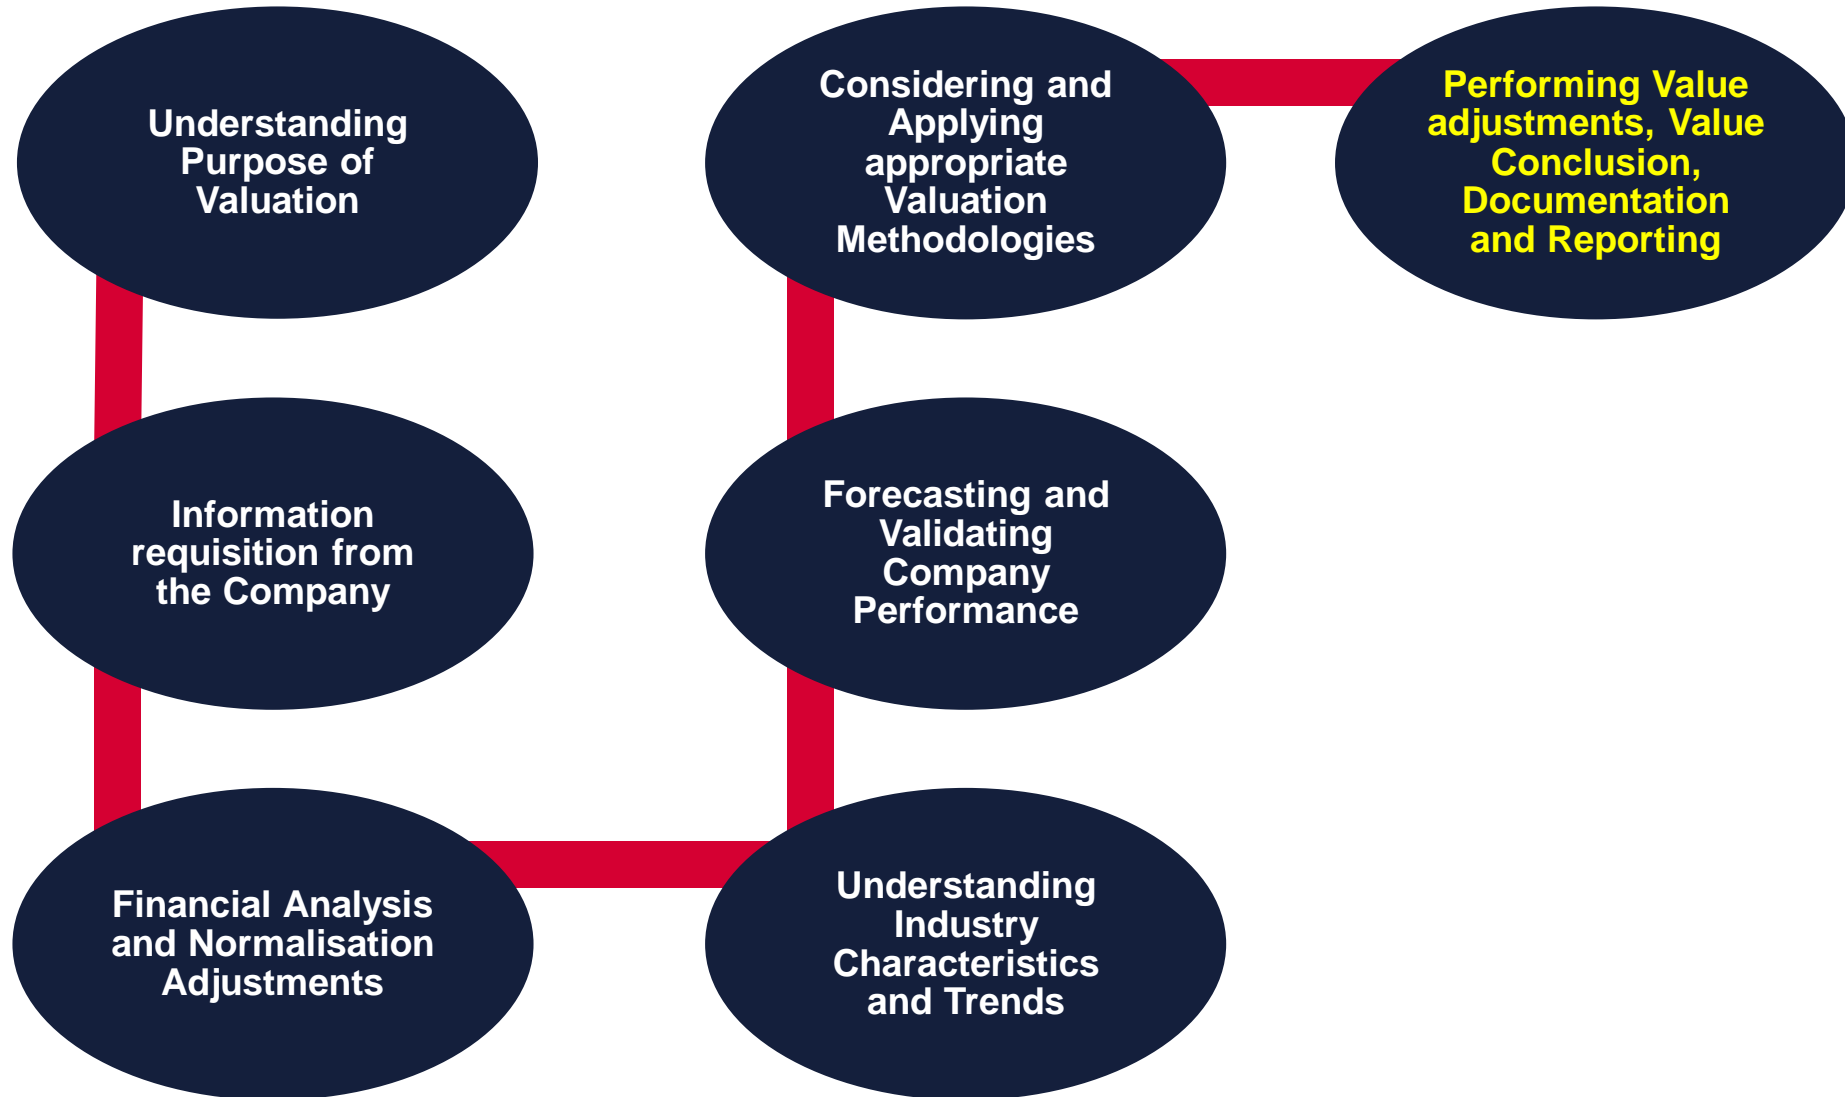 Understanding
Purpose of
Valuation
Information
requisition from
the Company
Financial Analysis
and Normalisation
Adjustments
Understanding
Industry
Characteristics
and Trends
Forecasting and
Validating
Company
Performance
Considering and
Applying
appropriate
Valuation
Methodologies
Performing Value
adjustments, Value
Conclusion,
Documentation
and Reporting